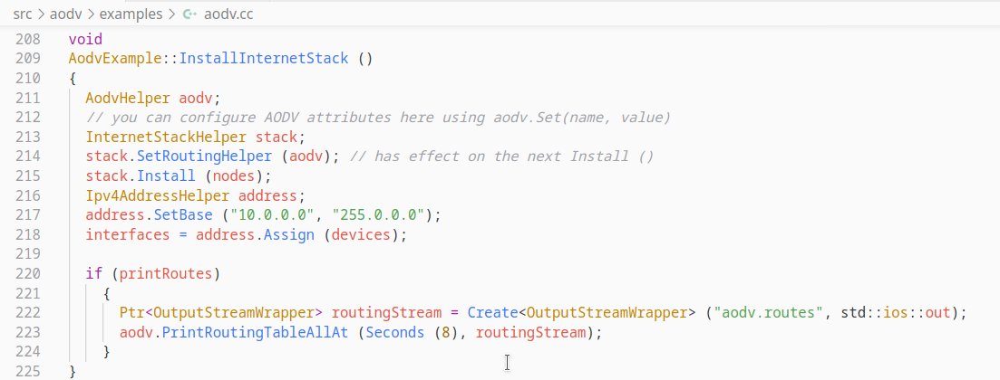 src > aodv > examples > aodv.cc
208 void
209 AodvExample::InstallInternetStack ()
210 {
211 AodvHelper aodv;
212 // you can configure AODV attributes here using aodv.Set(name, value)
213 InternetStackHelper stack;
214 stack.SetRoutingHelper (aodv); // has effect on the next Install ()
215 stack.Install (nodes);
216 Ipv4AddressHelper address;
217 address.SetBase ("10.0.0.0", "255.0.0.0");
218 interfaces = address.Assign (devices);
219
220 if (printRoutes)
221 {
222 Ptr<OutputStreamWrapper> routingStream = Create<OutputStreamWrapper> ("aodv.routes", std::ios::out);
223 aodv.PrintRoutingTableAllAt (Seconds (8), routingStream);
224 }
225 }